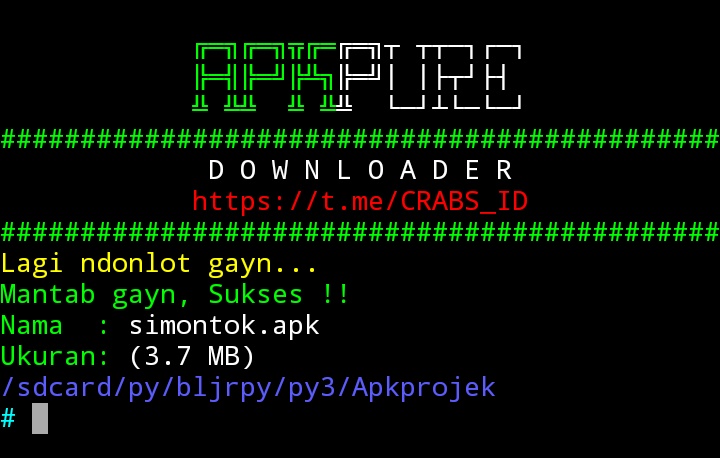 APKPURE
##############################################
D O W N L O A D E R
https://t.me/CRABS_ID
##############################################
Lagi ndonlot gayn...
Mantab gayn, Sukses !!
Nama  : simontok.apk
Ukuran: (3.7 MB)
/sdcard/py/bljrpy/py3/Apkprojek
#